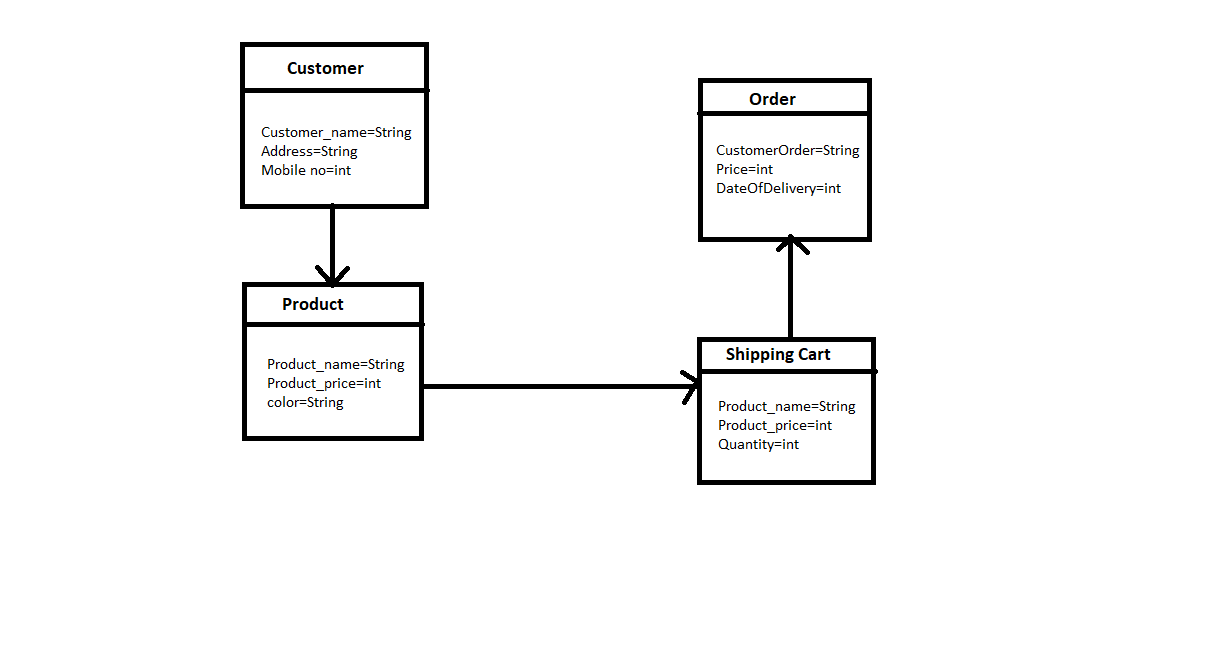 Customer
Customer_name=String
Address=String
Mobile no=int
Product
Product_name=String
Product_price=int
color=String
Order
CustomerOrder=String
Price=int
DateOfDelivery=int
Shipping Cart
Product_name=String
Product_price=int
Quantity=int